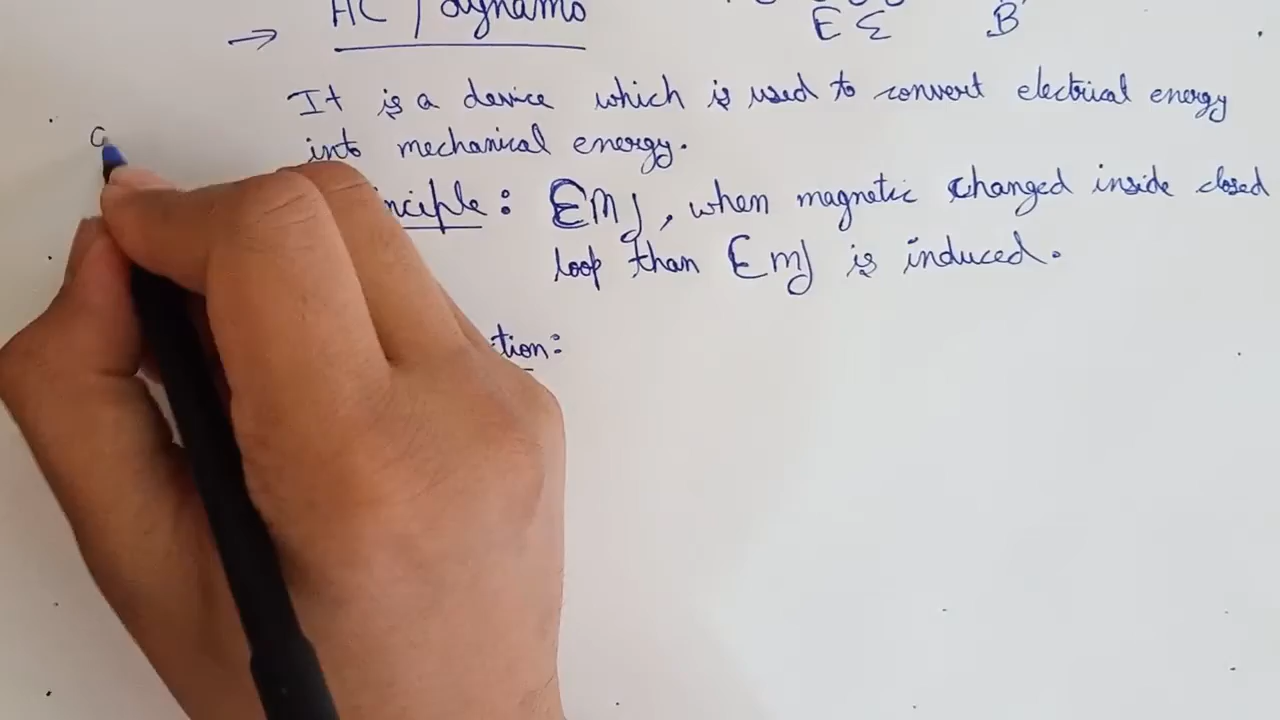 → AC / dynamo
E Ɛ B
It is a device which is used to convert electrical energy
into mechanical energy.
nciple : EMf, when magnetic changed inside closed
loop than Emf is induced.
tion: